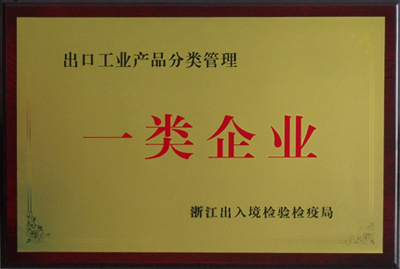 出口工业产品分类管理
一类企业
浙江出入境检验检疫局